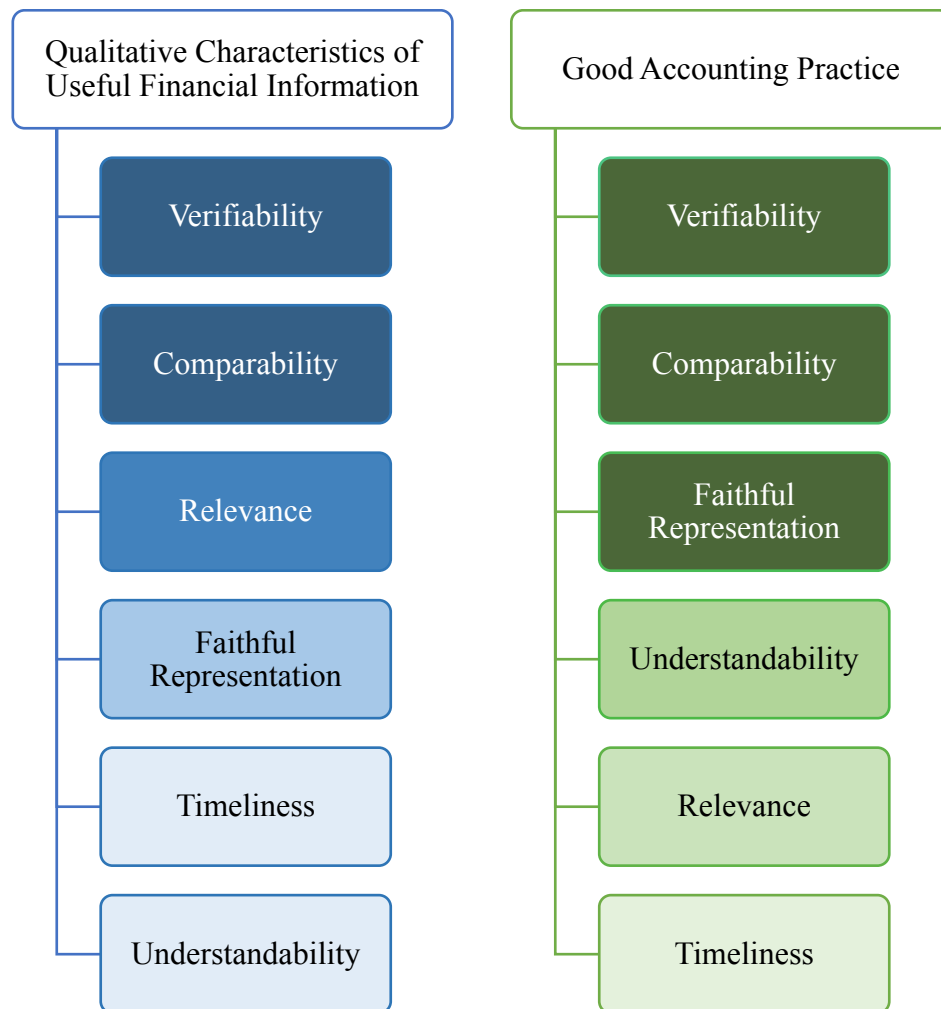 Qualitative Characteristics of
Useful Financial Information
Verifiability
Comparability
Relevance
Faithful
Representation
Timeliness
Understandability
Good Accounting Practice
Verifiability
Comparability
Faithful
Representation
Understandability
Relevance
Timeliness